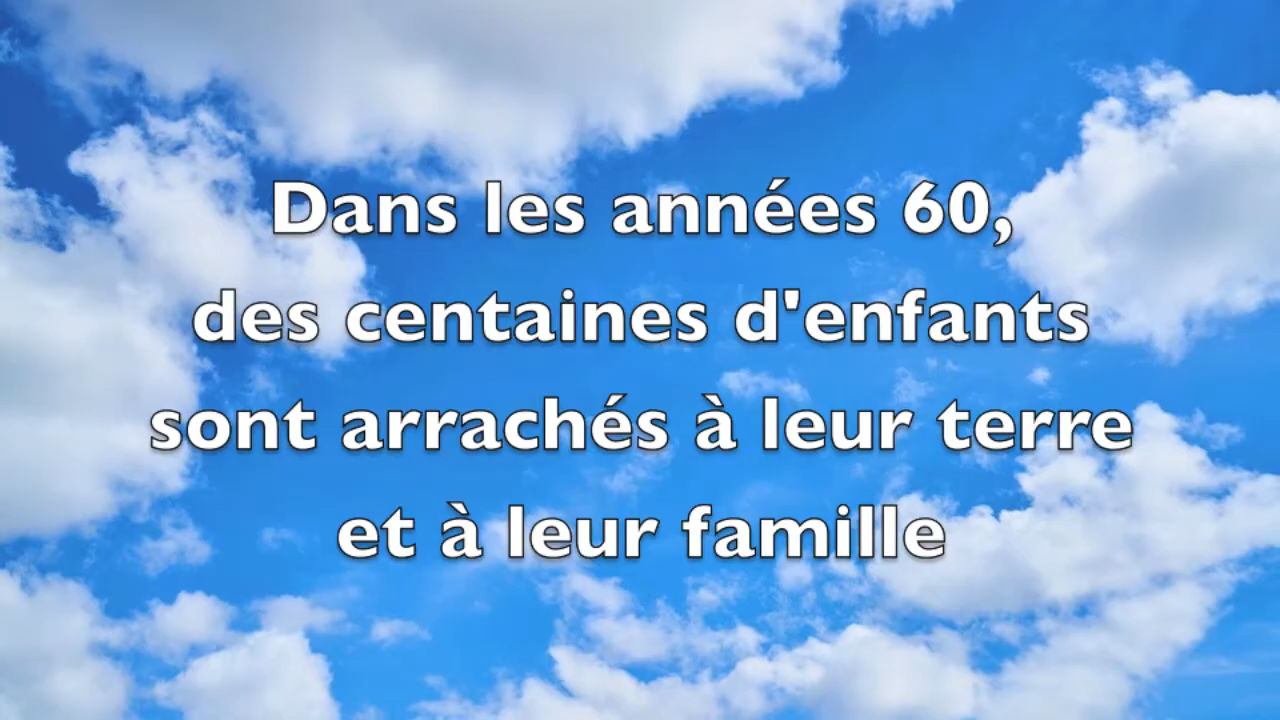 Dans les années 60,
des centaines d'enfants
sont arrachés à leur terre
et à leur famille